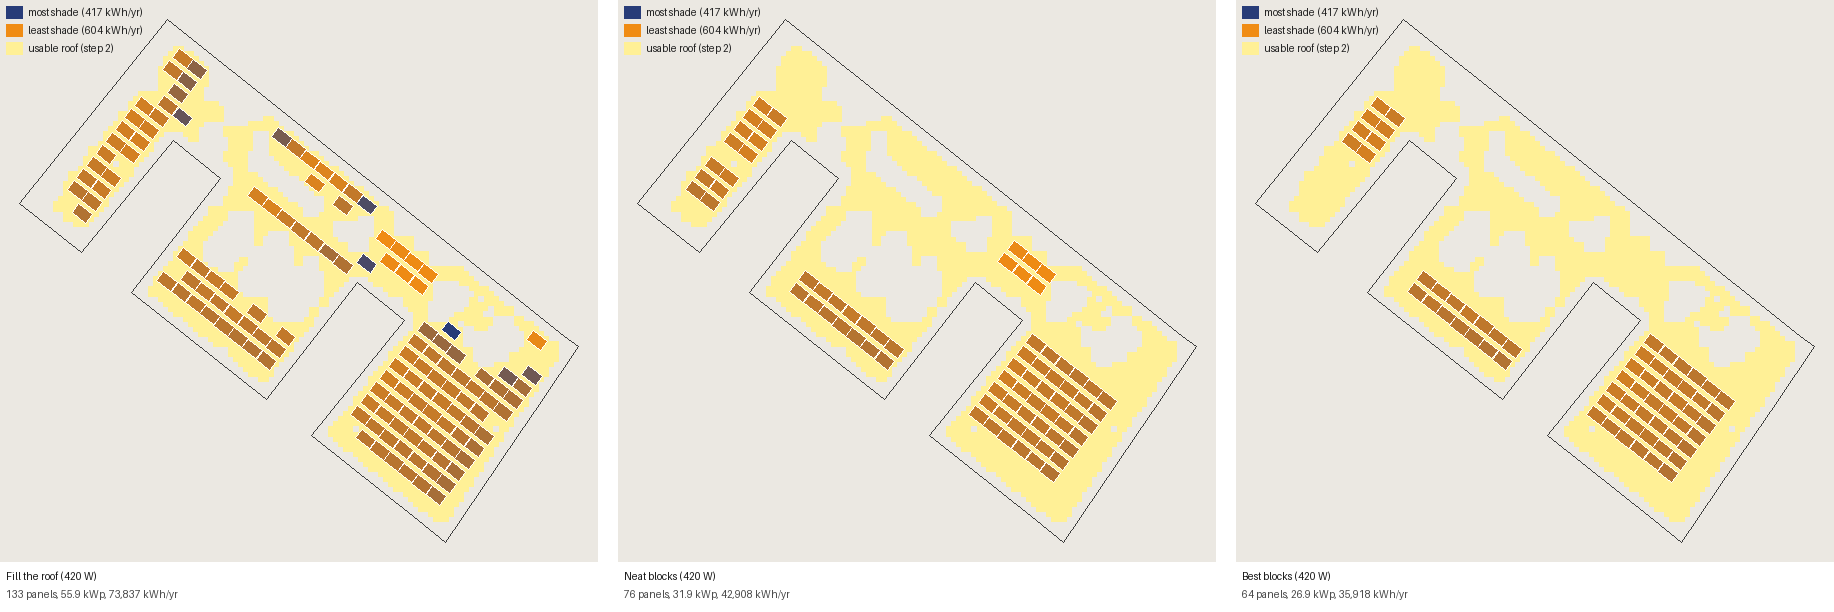 most shade (417 kWh/yr)
least shade (604 kWh/yr)
usable roof (step 2)
Fill the roof (420 W)
133 panels, 55.9 kWp, 73,837 kWh/yr
most shade (417 kWh/yr)
least shade (604 kWh/yr)
usable roof (step 2)
Neat blocks (420 W)
76 panels, 31.9 kWp, 42,908 kWh/yr
most shade (417 kWh/yr)
least shade (604 kWh/yr)
usable roof (step 2)
Best blocks (420 W)
64 panels, 26.9 kWp, 35,918 kWh/yr